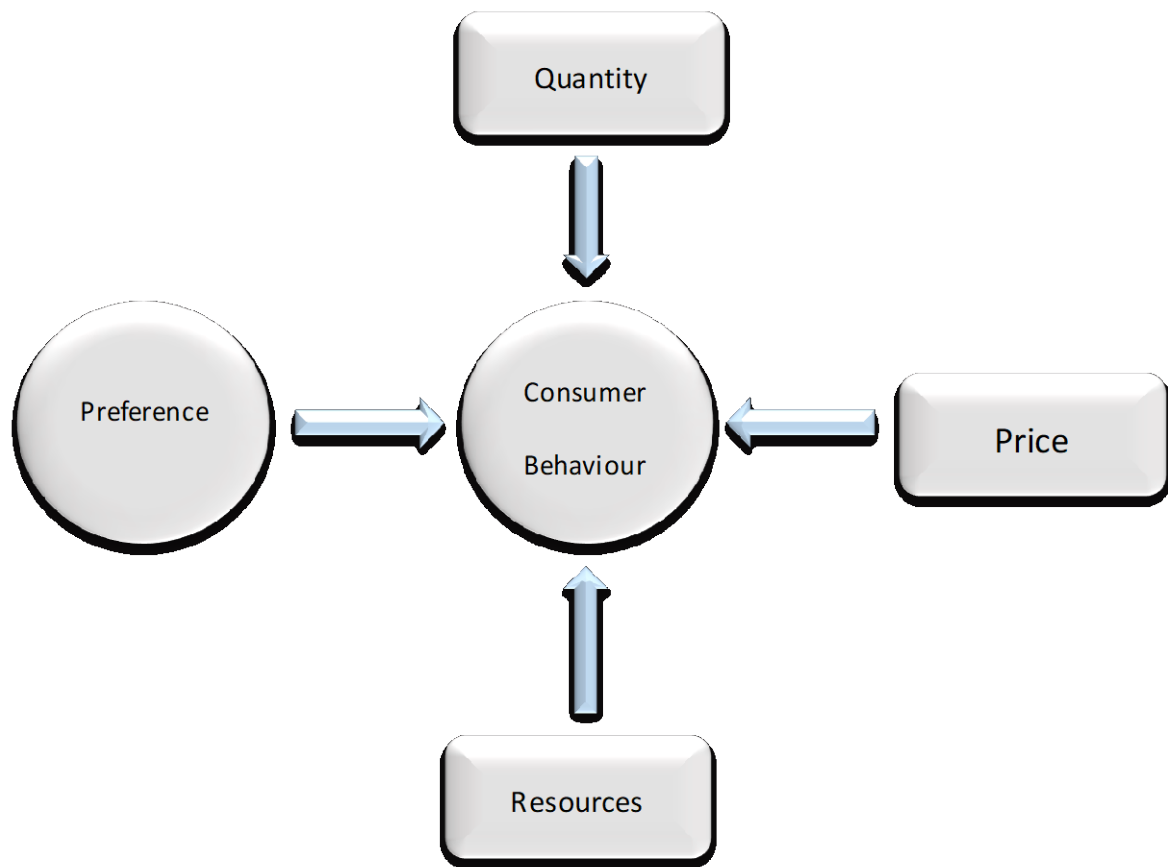 Quantity
Preference
Consumer
Behaviour
Price
Resources